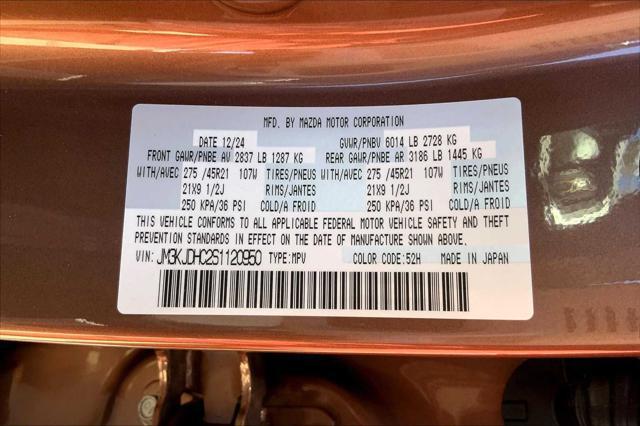 MFD. BY MAZDA MOTOR CORPORATION
DATE 12/24 GVWR/PNBV 6014 LB 2728 KG
FRONT GAWR/PNBE AV 2837 LB 1287 KG REAR GAWR/PNBE AR 3186 LB 1445 KG
WITH/AVEC 275 /45R21 107W TIRES/PNEUS WITH/AVEC 275 /45R21 107W TIRES/PNEUS
21X9 1/2J RIMS/JANTES 21X9 1/2J RIMS/JANTES
250 KPA/36 PSI COLD/A FROID 250 KPA/36 PSI COLD/A FROID
THIS VEHICLE CONFORMS TO ALL APPLICABLE FEDERAL MOTOR VEHICLE SAFETY AND THEFT
PREVENTION STANDARDS IN EFFECT ON THE DATE OF MANUFACTURE SHOWN ABOVE.
VIN: JM3KJDHC2S1120950 TYPE: MPV COLOR CODE: 52H MADE IN JAPAN